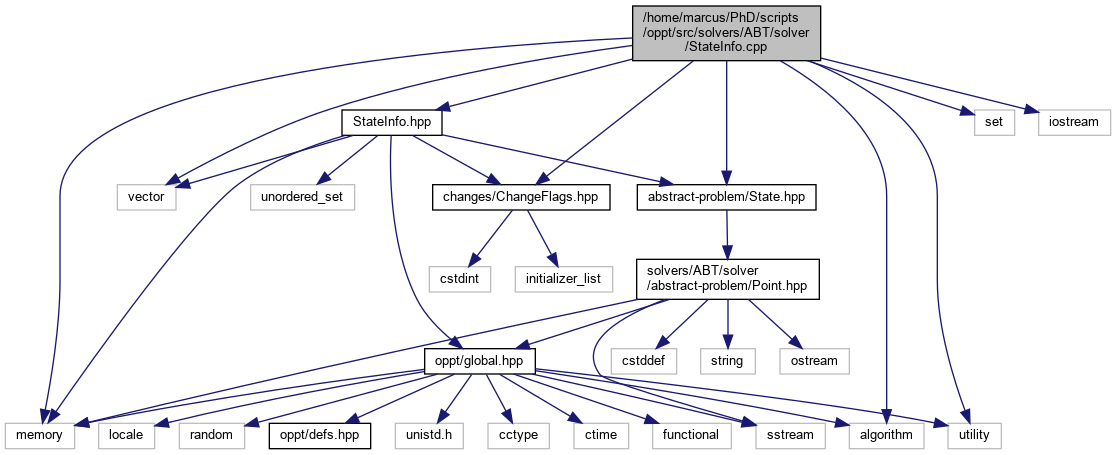 /home/marcus/PhD/scripts
/oppt/src/solvers/ABT/solver
/StateInfo.cpp
StateInfo.hpp
set
iostream
vector
unordered_set
changes/ChangeFlags.hpp
abstract-problem/State.hpp
cstdint
initializer_list
solvers/ABT/solver
/abstract-problem/Point.hpp
oppt/global.hpp
cstddef
string
ostream
memory
locale
random
oppt/defs.hpp
unistd.h
cctype
ctime
functional
sstream
algorithm
utility